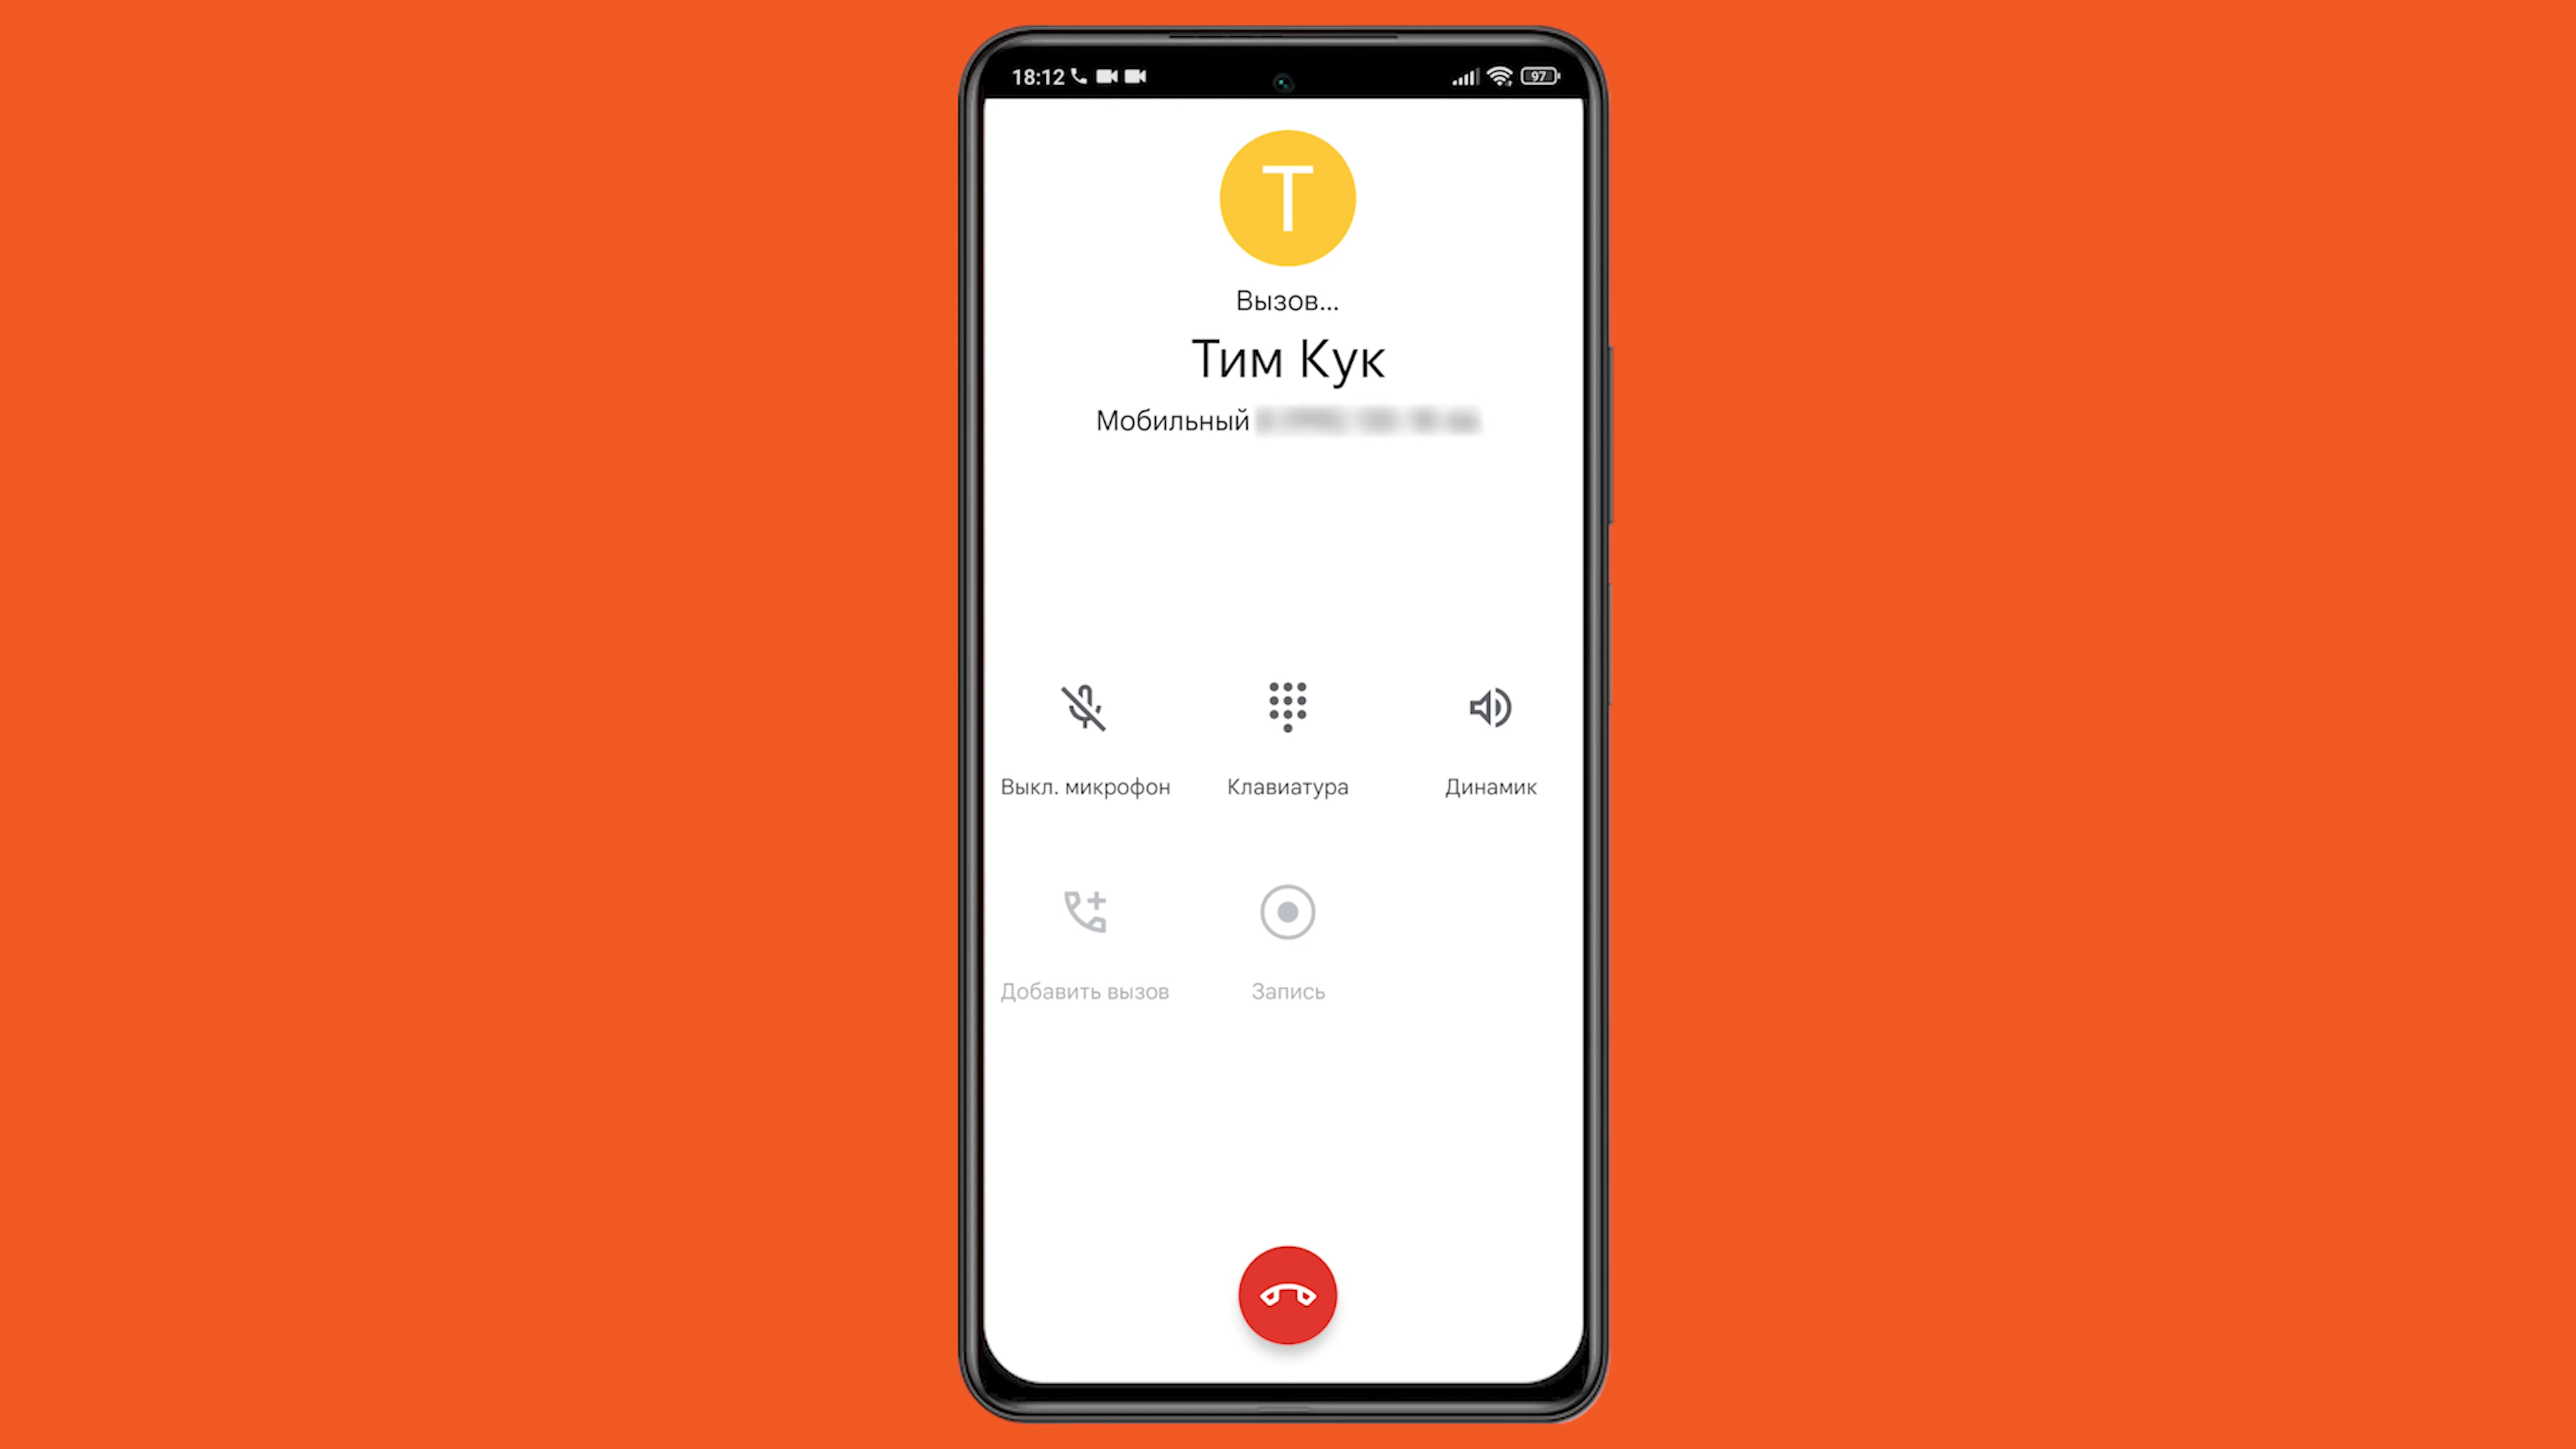 18:12
97
Т
Вызов...
Тим Кук
Мобильный
Выкл. микрофон
Клавиатура
Динамик
Добавить вызов
Запись